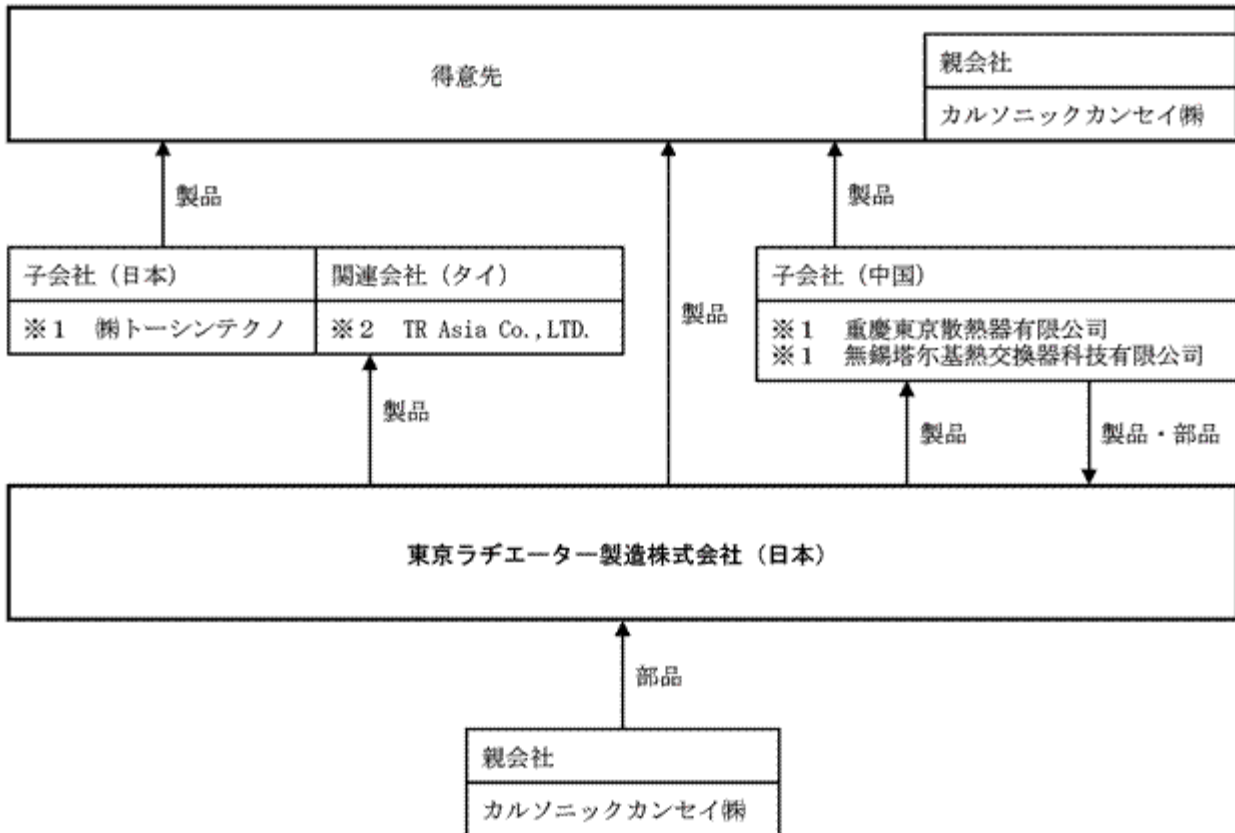 得意先
親会社
カルソニックカンセイ㈱
製品
製品
子会社（日本）
関連会社（タイ）
子会社（中国）
※１　㈱トーシンテクノ
※２　TR Asia Co.,LTD.
製品
※１　重慶東京散熱器有限公司
※１　無錫塔尔基熱交換器科技有限公司
製品
製品
製品・部品
東京ラヂエーター製造株式会社（日本）
部品
親会社
カルソニックカンセイ㈱